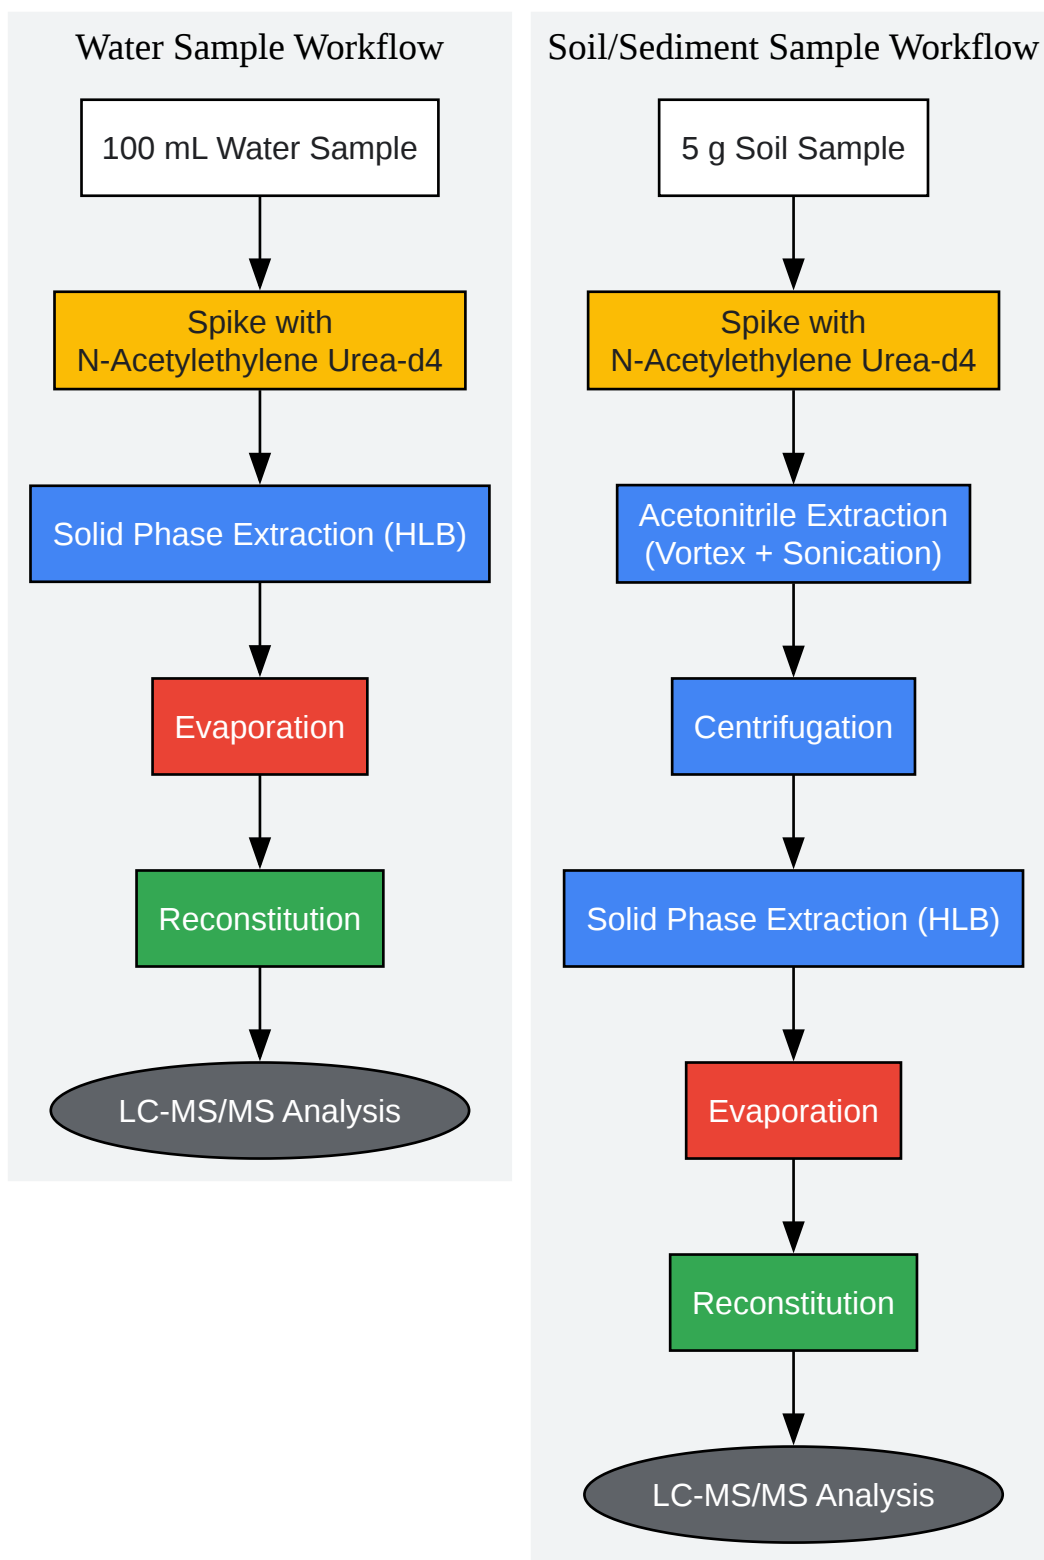 Water Sample Workflow
100 mL Water Sample
Spike with
N-Acetylethylene Urea-d4
Solid Phase Extraction (HLB)
Evaporation
Reconstitution
LC-MS/MS Analysis
Soil/Sediment Sample Workflow
5 g Soil Sample
Spike with
N-Acetylethylene Urea-d4
Acetonitrile Extraction
(Vortex + Sonication)
Centrifugation
Solid Phase Extraction (HLB)
Evaporation
Reconstitution
LC-MS/MS Analysis